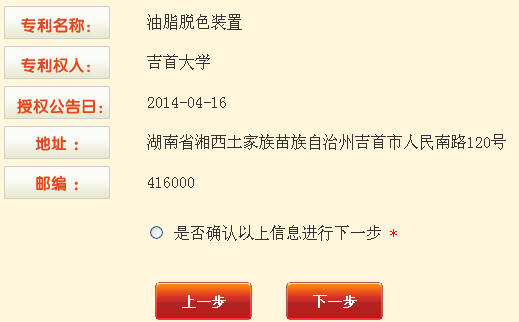 专利名称： 油脂脱色装置
专利权人： 吉首大学
授权公告日： 2014-04-16
地址 ： 湖南省湘西土家族苗族自治州吉首市人民南路120号
邮编 ： 416000
是否确认以上信息进行下一步 *
上一步 下一步